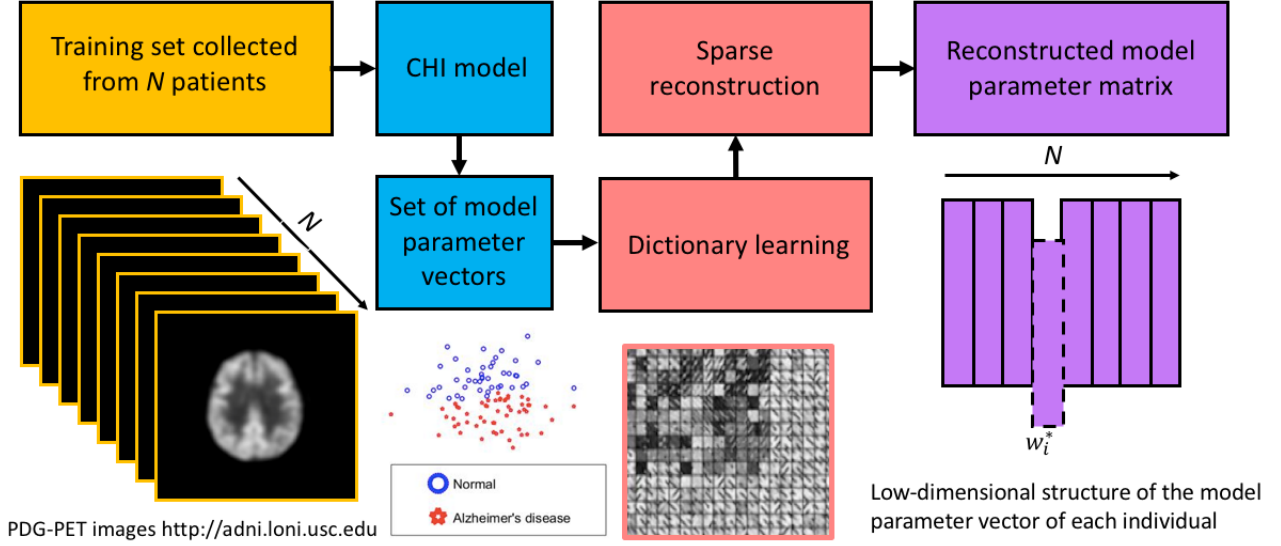 Training set collected
from N patients
CHI model
Sparse
reconstruction
Reconstructed model
parameter matrix
Set of model
parameter
vectors
Dictionary learning
N
N
w_i^*
Normal
Alzheimer's disease
PDG-PET images http://adni.loni.usc.edu
Low-dimensional structure of the model
parameter vector of each individual